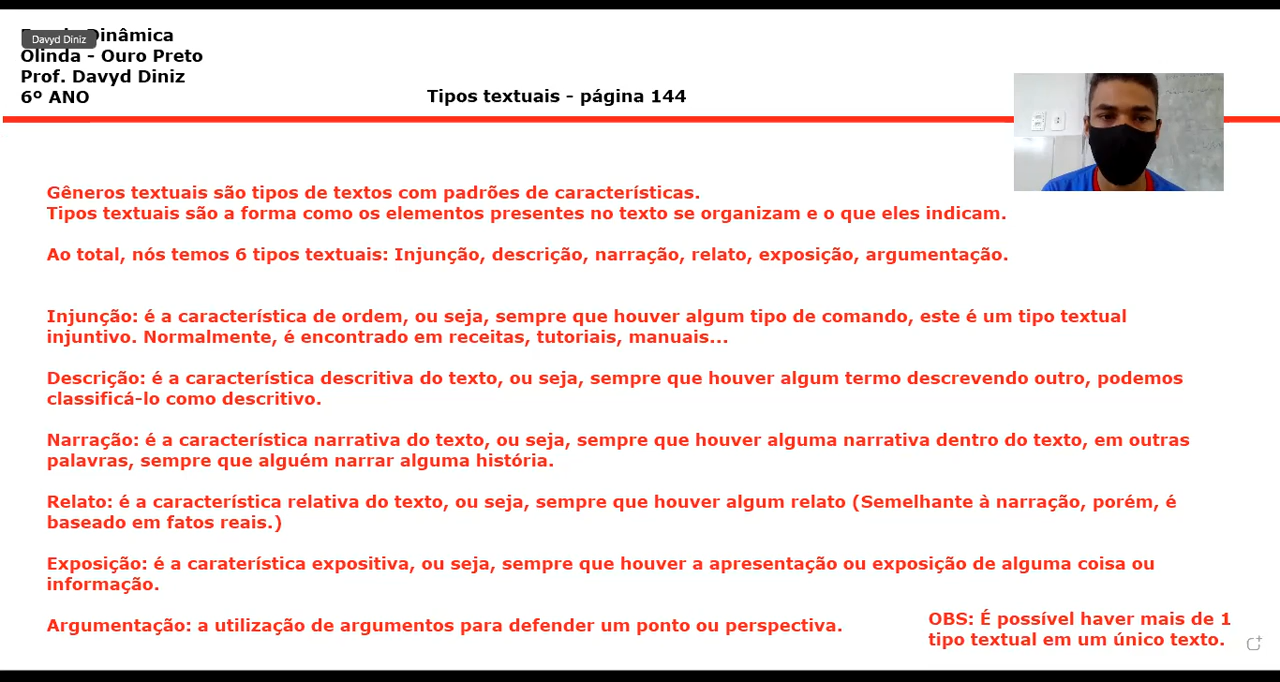 Davyd Diniz
Dinâmica
Olinda - Ouro Preto
Prof. Davyd Diniz
6º ANO
Tipos textuais - página 144
Gêneros textuais são tipos de textos com padrões de características.
Tipos textuais são a forma como os elementos presentes no texto se organizam e o que eles indicam.
Ao total, nós temos 6 tipos textuais: Injunção, descrição, narração, relato, exposição, argumentação.
Injunção: é a característica de ordem, ou seja, sempre que houver algum tipo de comando, este é um tipo textual
injuntivo. Normalmente, é encontrado em receitas, tutoriais, manuais...
Descrição: é a característica descritiva do texto, ou seja, sempre que houver algum termo descrevendo outro, podemos
classificá-lo como descritivo.
Narração: é a característica narrativa do texto, ou seja, sempre que houver alguma narrativa dentro do texto, em outras
palavras, sempre que alguém narrar alguma história.
Relato: é a característica relativa do texto, ou seja, sempre que houver algum relato (Semelhante à narração, porém, é
baseado em fatos reais.)
Exposição: é a caraterística expositiva, ou seja, sempre que houver a apresentação ou exposição de alguma coisa ou
informação.
Argumentação: a utilização de argumentos para defender um ponto ou perspectiva.
OBS: É possível haver mais de 1
tipo textual em um único texto.